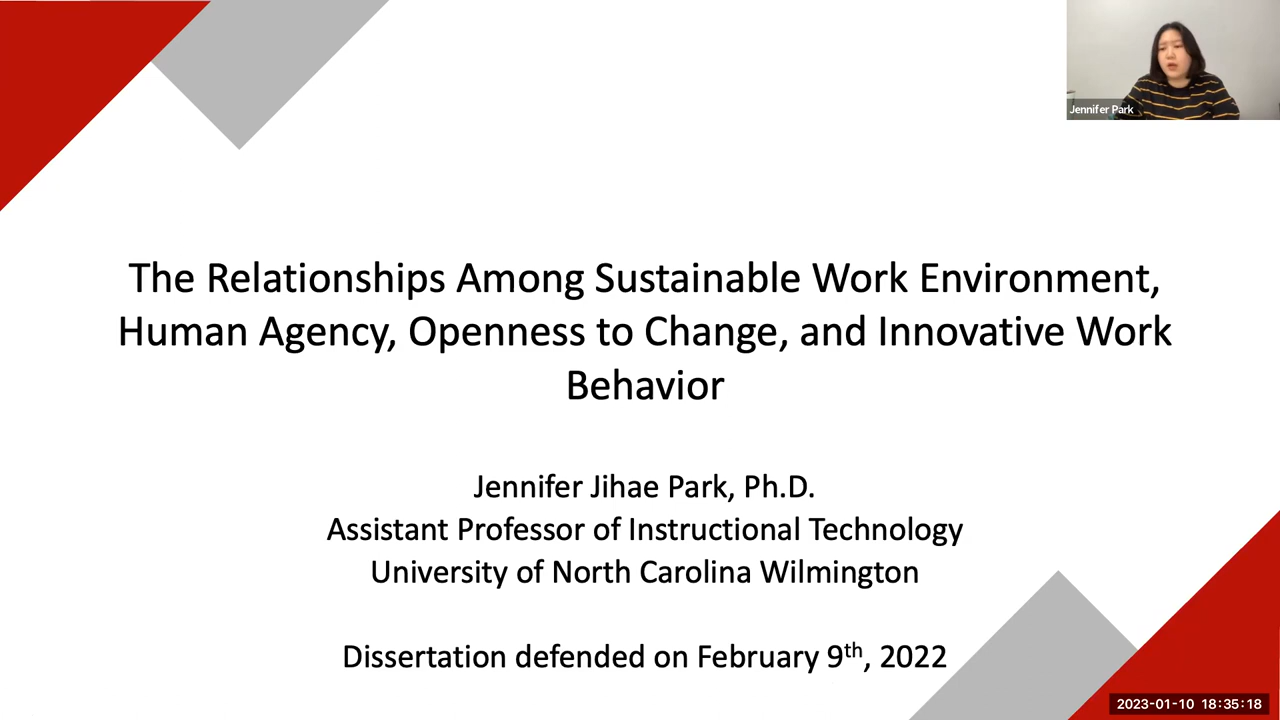 Jennifer Park
The Relationships Among Sustainable Work Environment,
Human Agency, Openness to Change, and Innovative Work
Behavior
Jennifer Jihae Park, Ph.D.
Assistant Professor of Instructional Technology
University of North Carolina Wilmington
Dissertation defended on February 9th, 2022
2023-01-10 18:35:18